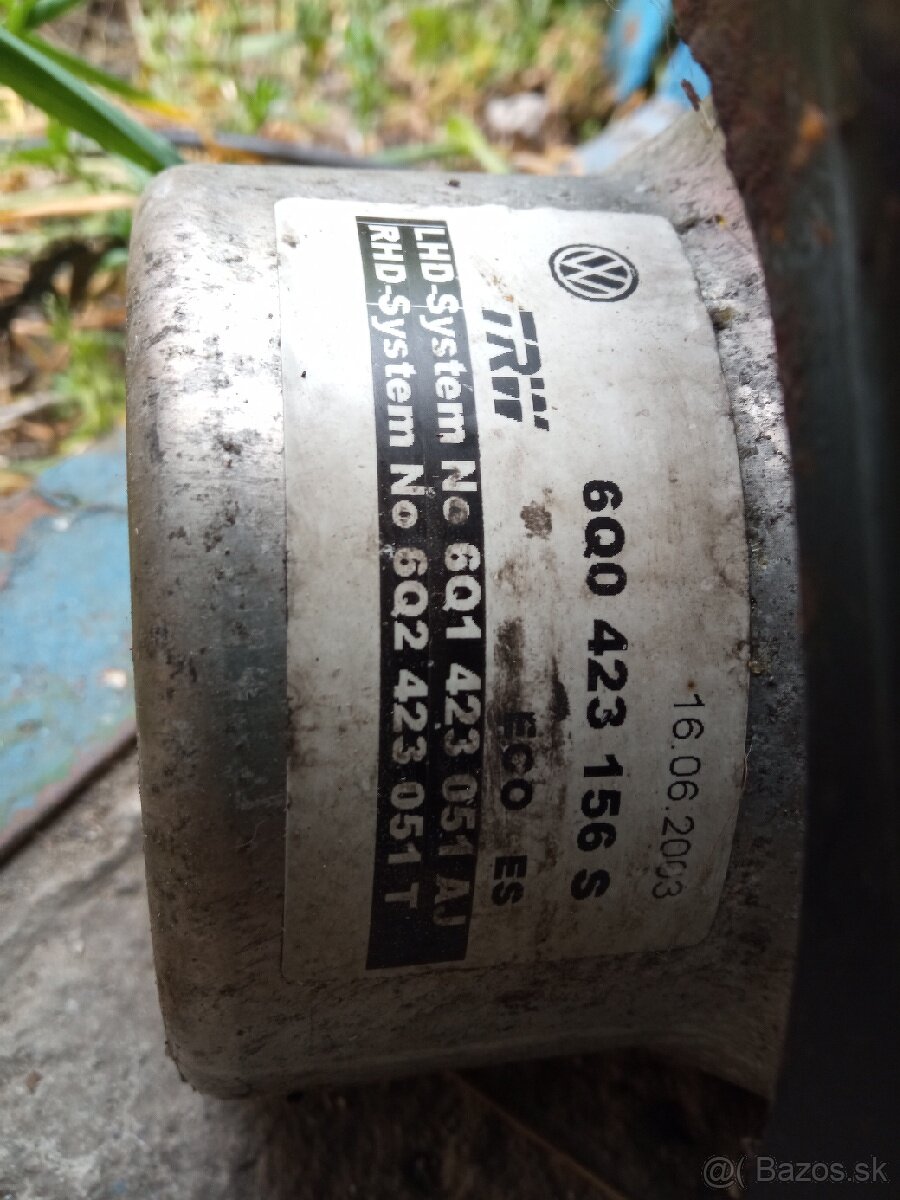 16.06.2003
6Q0 423 156 S
TRW
ECO ES
LHD-System No 6Q1 423 051 AJ
RHD-System No 6Q2 423 051 T
@( Bazos.sk